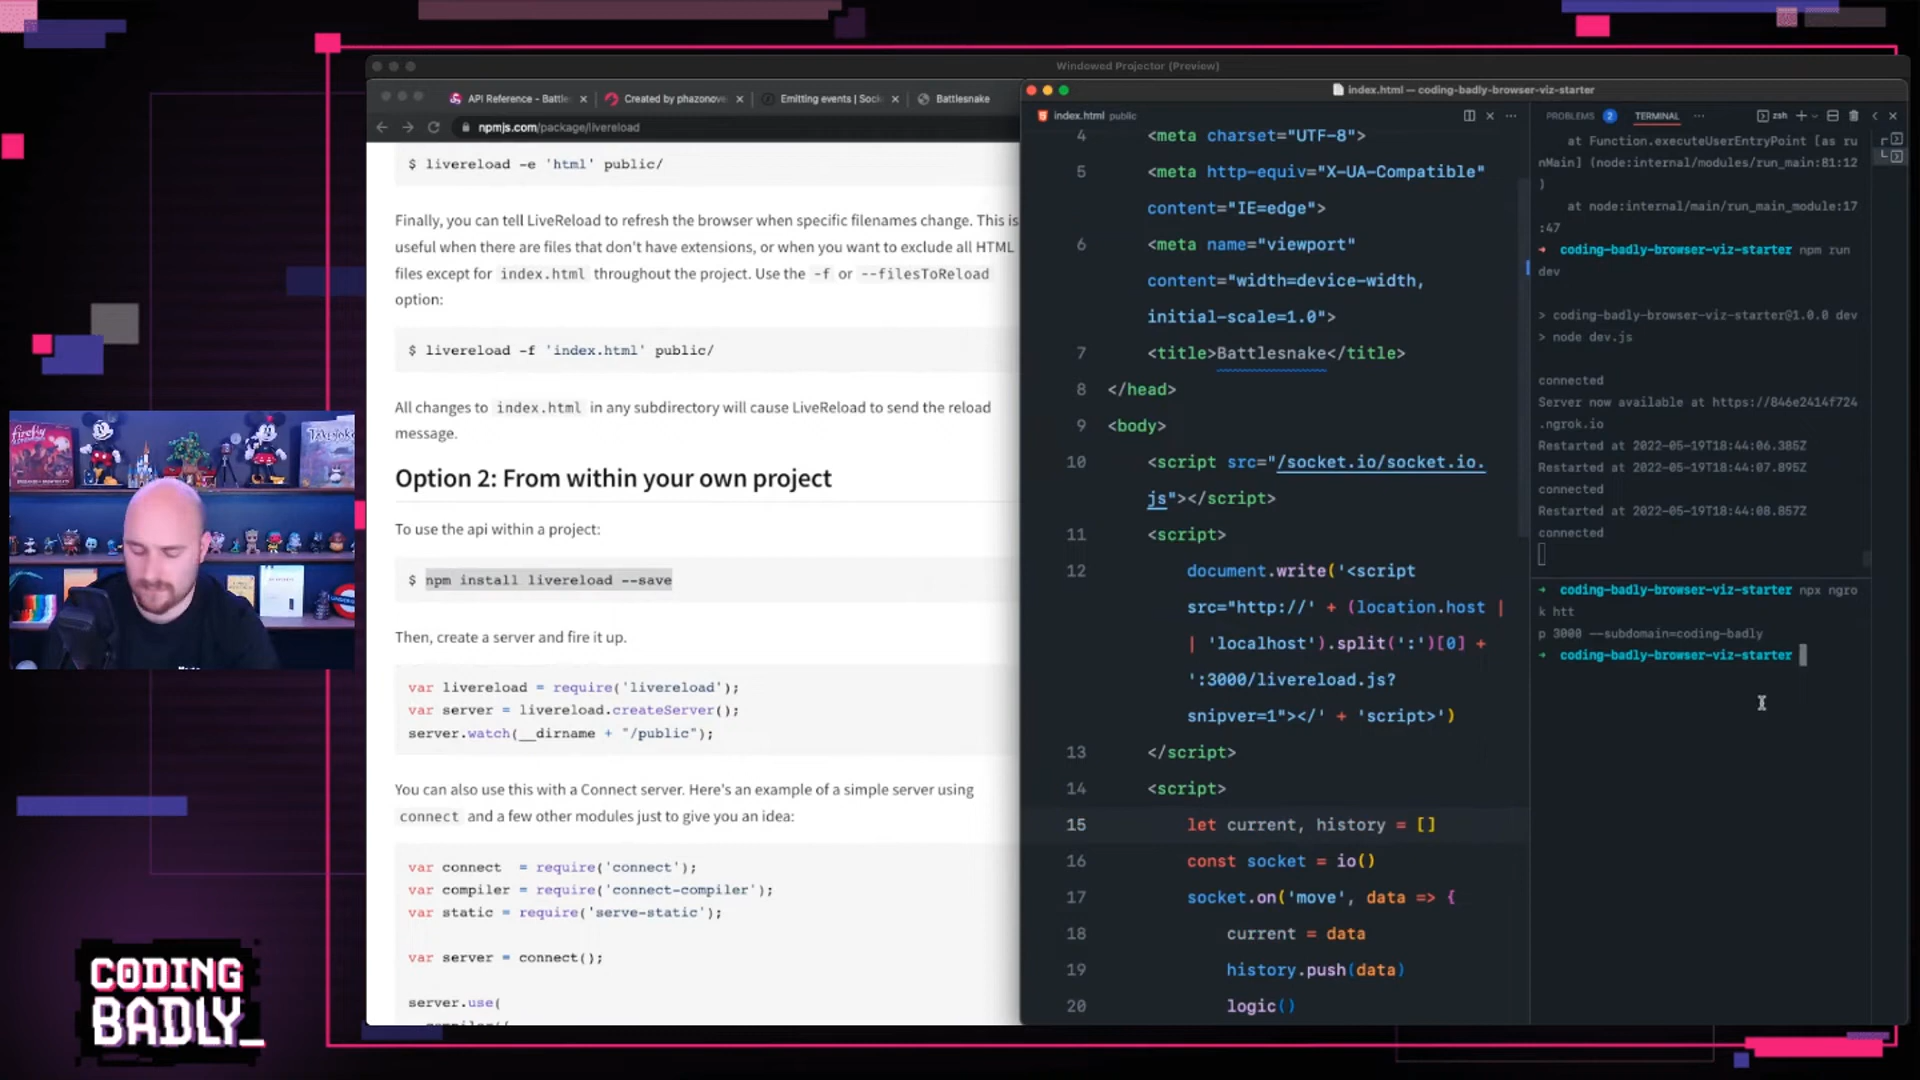 Windowed Projector (Preview)
API Reference - Battle
Created by phazonove
Emitting events | Sock
Battlesnake
npmjs.com/package/livereload
$ livereload -e 'html' public/
Finally, you can tell LiveReload to refresh the browser when specific filenames change. This is
useful when there are files that don't have extensions, or when you want to exclude all HTML
files except for index.html throughout the project. Use the -f or --filesToReload
option:
$ livereload -f 'index.html' public/
All changes to index.html in any subdirectory will cause LiveReload to send the reload
message.
Option 2: From within your own project
To use the api within a project:
$ npm install livereload --save
Then, create a server and fire it up.
var livereload = require('livereload');
var server = livereload.createServer();
server.watch(__dirname + "/public");
You can also use this with a Connect server. Here's an example of a simple server using
connect and a few other modules just to give you an idea:
var connect = require('connect');
var compiler = require('connect-compiler');
var static = require('serve-static');
var server = connect();
server.use(
index.html — coding-badly-browser-viz-starter
index.html public
4 <meta charset="UTF-8">
5 <meta http-equiv="X-UA-Compatible"
content="IE=edge">
6 <meta name="viewport"
content="width=device-width,
initial-scale=1.0">
7 <title>Battlesnake</title>
8 </head>
9 <body>
10 <script src="/socket.io/socket.io.
js"></script>
11 <script>
12 document.write('<script
src="http://' + (location.host |
| 'localhost').split(':')[0] +
':3000/livereload.js?
snipver=1"></' + 'script>')
13 </script>
14 <script>
15 let current, history = []
16 const socket = io()
17 socket.on('move', data => {
18 current = data
19 history.push(data)
20 logic()
PROBLEMS 2 TERMINAL ··· zsh
at Function.executeUserEntryPoint [as ru
nMain] (node:internal/modules/run_main:81:12
)
at node:internal/main/run_main_module:17
:47
→ coding-badly-browser-viz-starter npm run
dev
> coding-badly-browser-viz-starter@1.0.0 dev
> node dev.js
connected
Server now available at https://846e2414f724
.ngrok.io
Restarted at 2022-05-19T18:44:06.385Z
Restarted at 2022-05-19T18:44:07.895Z
connected
Restarted at 2022-05-19T18:44:08.857Z
connected
→ coding-badly-browser-viz-starter npx ngro
k htt
p 3000 --subdomain=coding-badly
→ coding-badly-browser-viz-starter
firefly
CODING
BADLY_